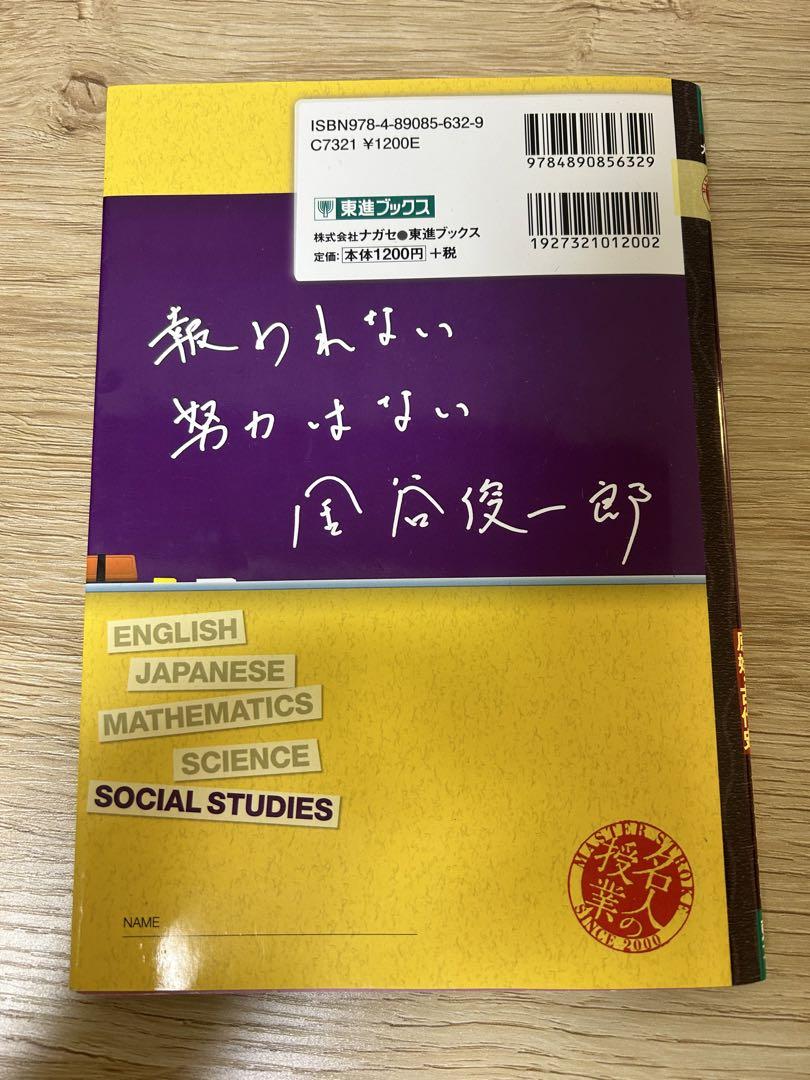 ISBN978-4-89085-632-9
C7321 ¥1200E
9784890856329
東進ブックス
株式会社ナガセ●東進ブックス
定価:本体1200円+税
1927321012002
報われない
努力はない
金谷俊一郎
ENGLISH
JAPANESE
MATHEMATICS
SCIENCE
SOCIAL STUDIES
MASTER STROKE
名人の
授業
SINCE 2000
NAME